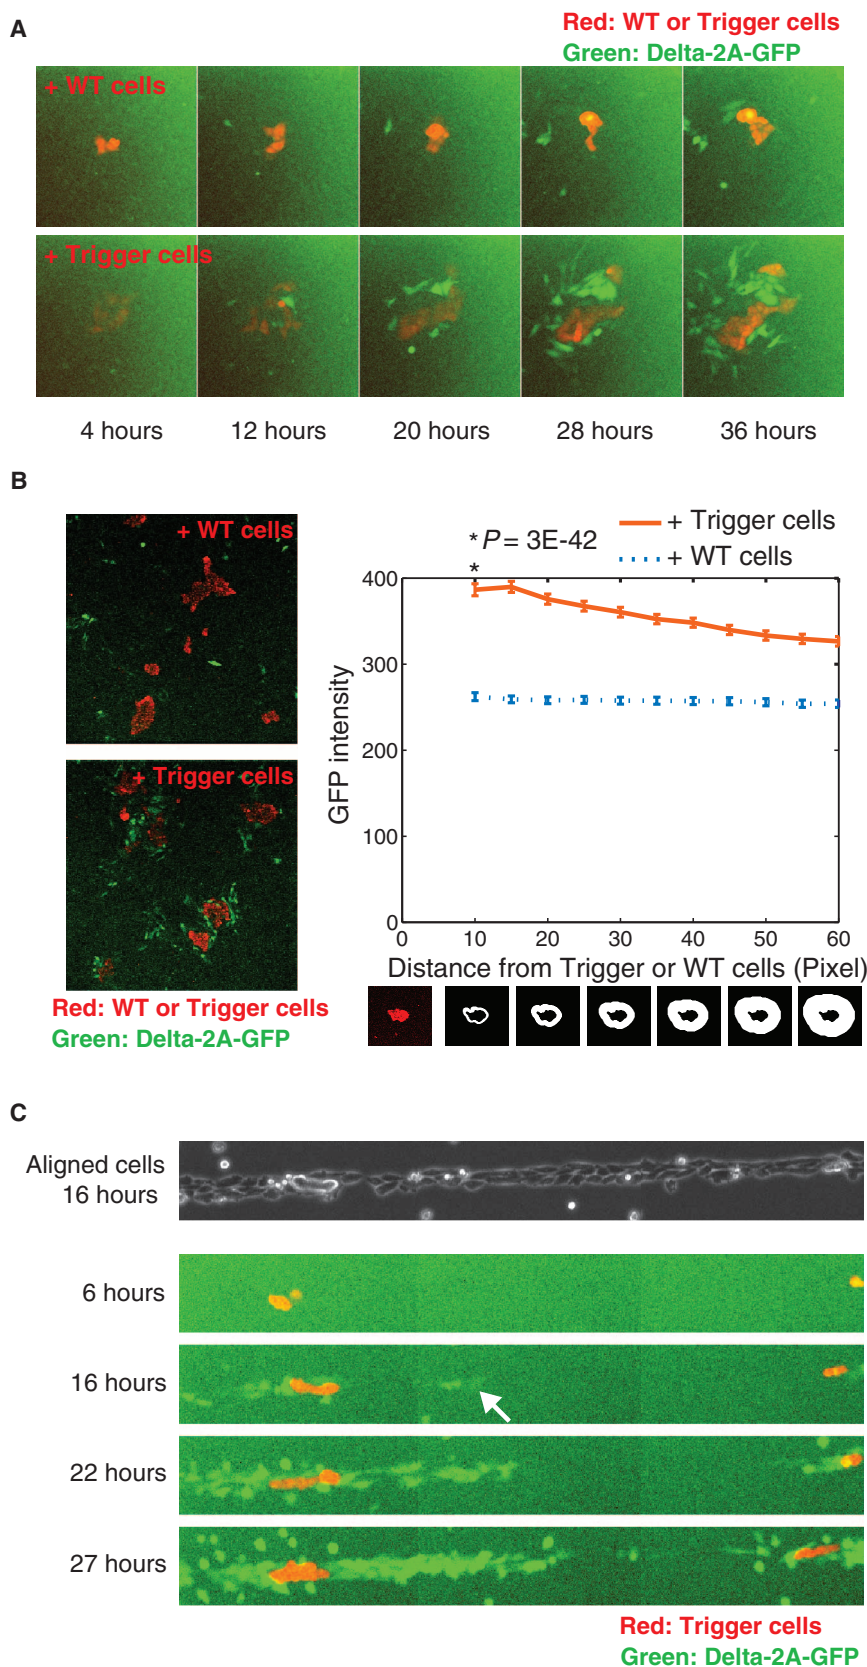 A
Red: WT or Trigger cells
Green: Delta-2A-GFP
+ WT cells
+ Trigger cells
4 hours
12 hours
20 hours
28 hours
36 hours
B
+ WT cells
+ Trigger cells
Red: WT or Trigger cells
Green: Delta-2A-GFP
+ Trigger cells
+ WT cells
* P = 3E-42
*
400
300
200
100
0
GFP intensity
0
10
20
30
40
50
60
Distance from Trigger or WT cells (Pixel)
C
Aligned cells
16 hours
6 hours
16 hours
22 hours
27 hours
Red: Trigger cells
Green: Delta-2A-GFP